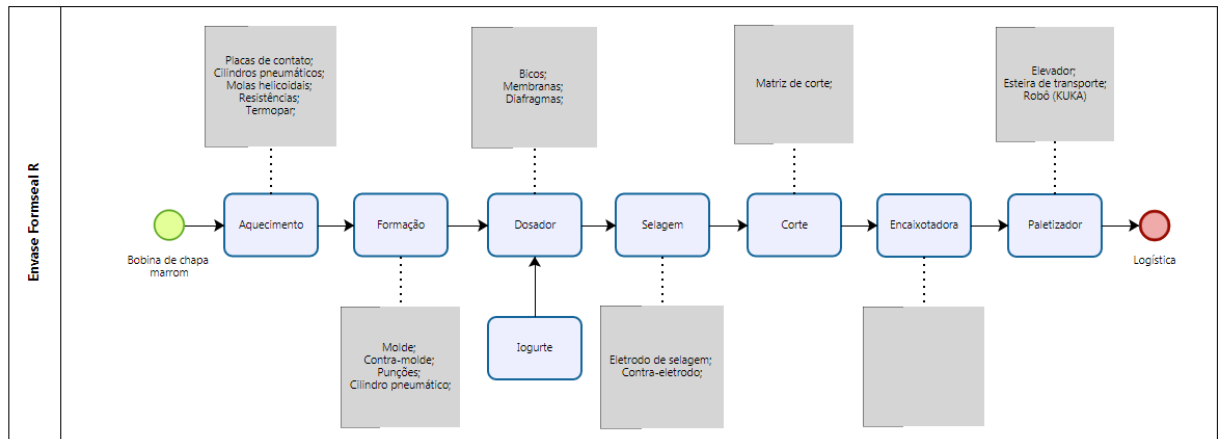 Envase Formseal R
Placas de contato;
Cilindros pneumáticos;
Molas helicoidais;
Resistências;
Termopar;
Bicos;
Membranas;
Diafragmas;
Matriz de corte;
Elevador;
Esteira de transporte;
Robô (KUKA)
Bobina de chapa
marrom
Aquecimento
Formação
Dosador
Selagem
Corte
Encaixotadora
Paletizador
Logística
Molde;
Contra-molde;
Punções;
Cilindro pneumático;
Iogurte
Eletrodo de selagem;
Contra-eletrodo;